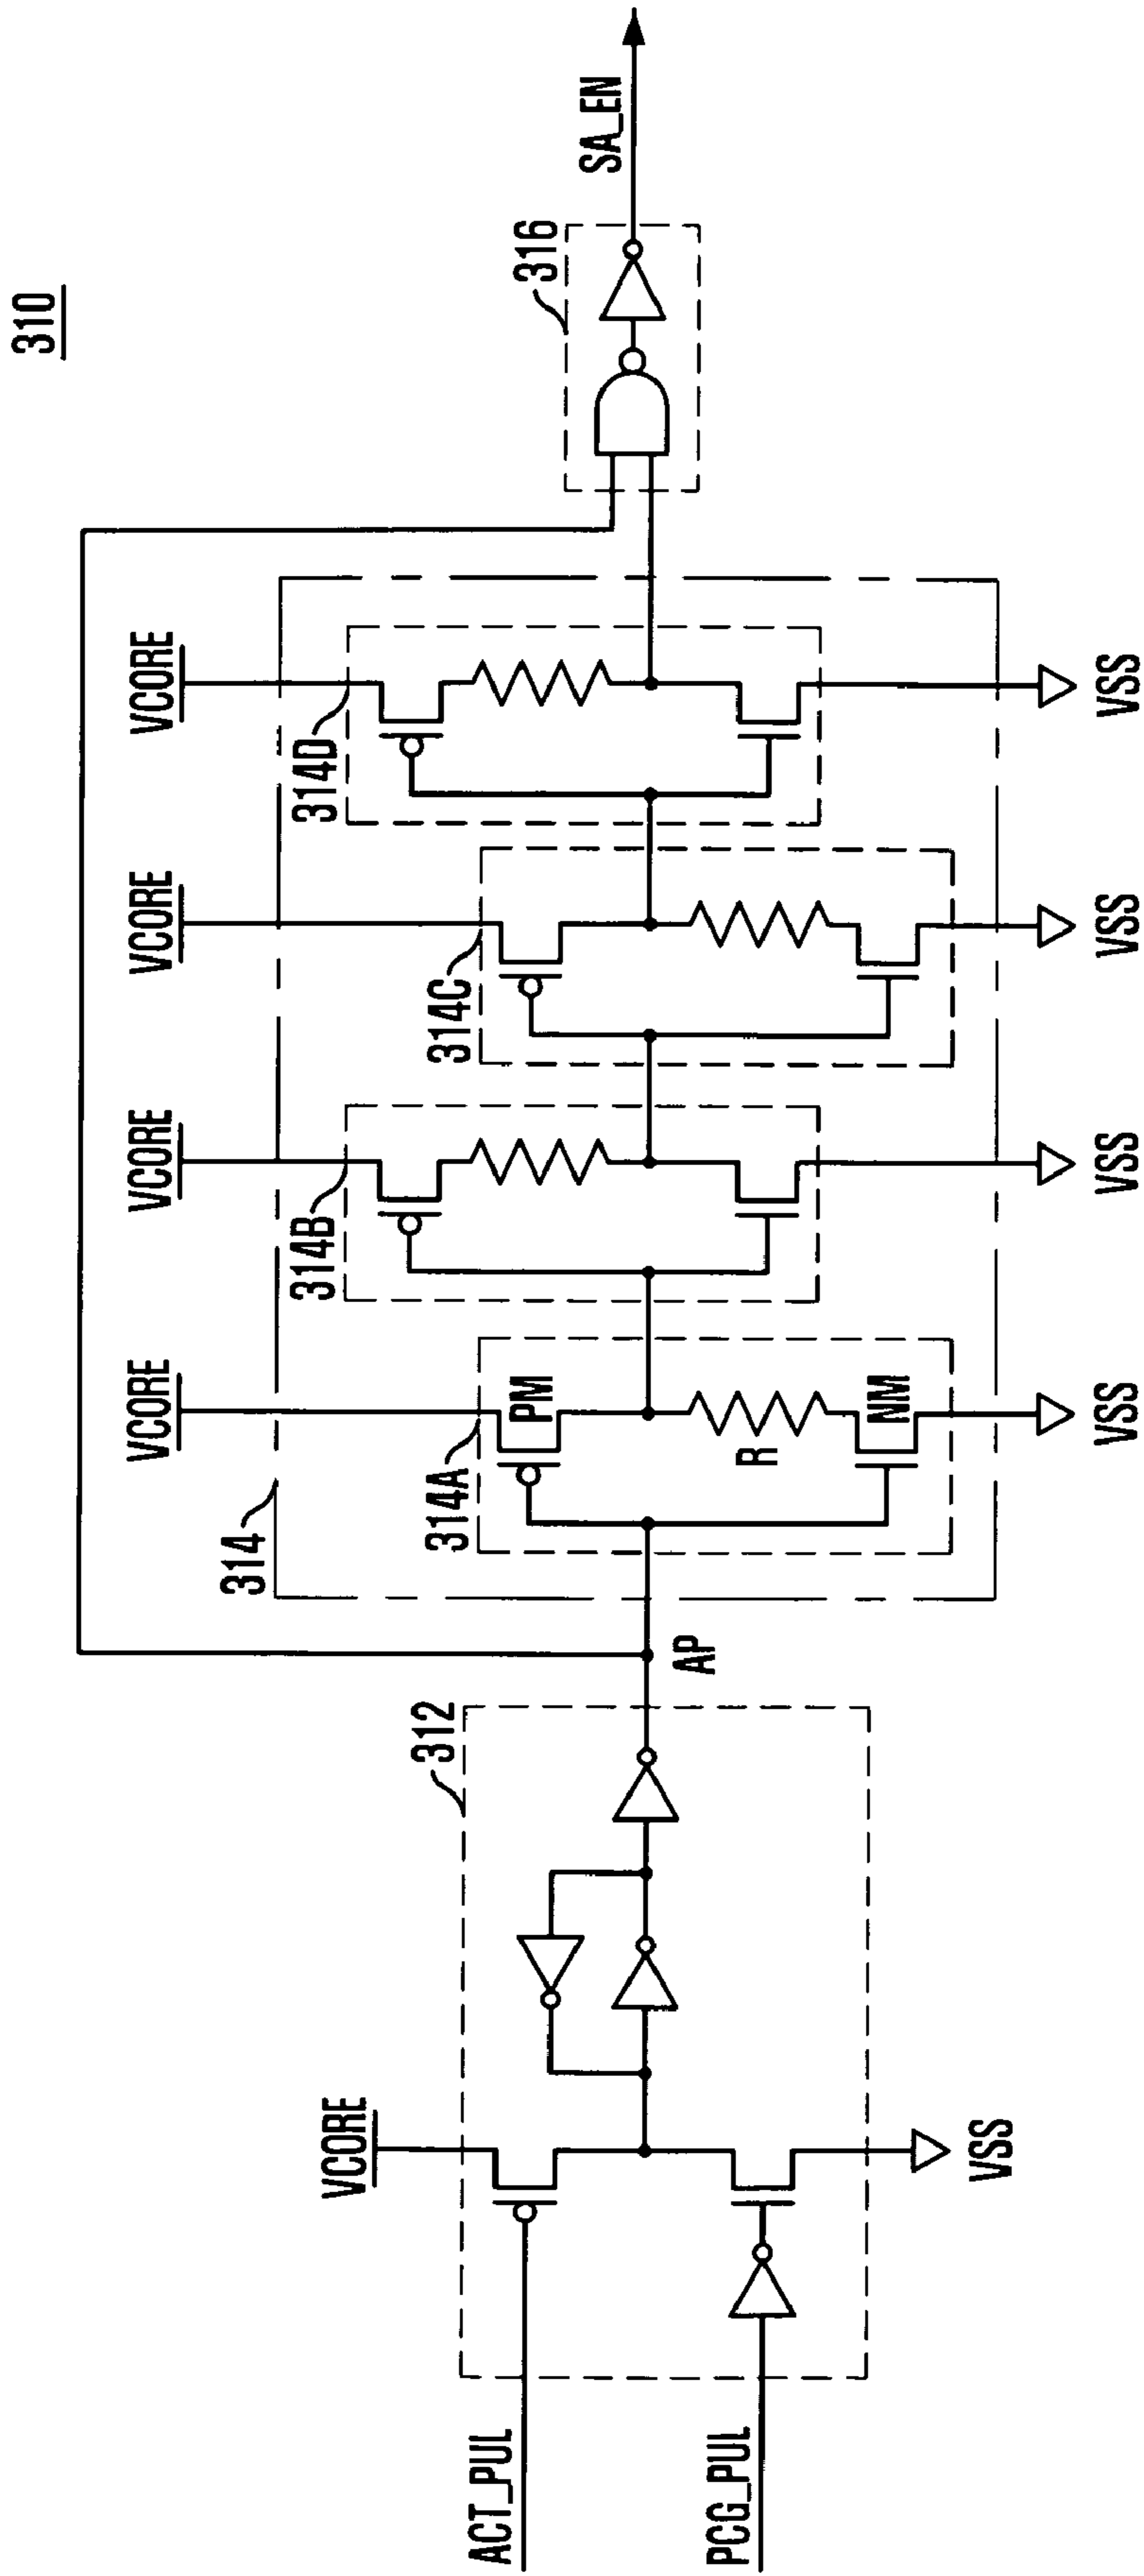 310
ACT_PUL
PCG_PUL
VCORE
VSS
312
AP
314
VCORE
314A
PM
R
NM
VSS
VCORE
314B
VSS
VCORE
314C
VSS
VCORE
314D
VSS
316
SA_EN